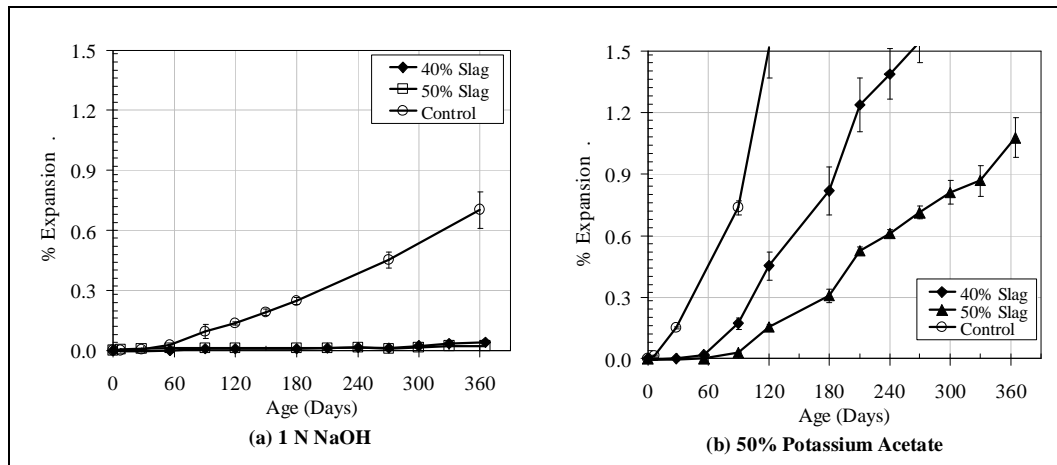 1.5
1.2
0.9
0.6
0.3
0.0
% Expansion .
40% Slag
50% Slag
Control
0 60 120 180 240 300 360
Age (Days)
(a) 1 N NaOH
1.5
1.2
0.9
0.6
0.3
0.0
% Expansion .
40% Slag
50% Slag
Control
0 60 120 180 240 300 360
Age (Days)
(b) 50% Potassium Acetate